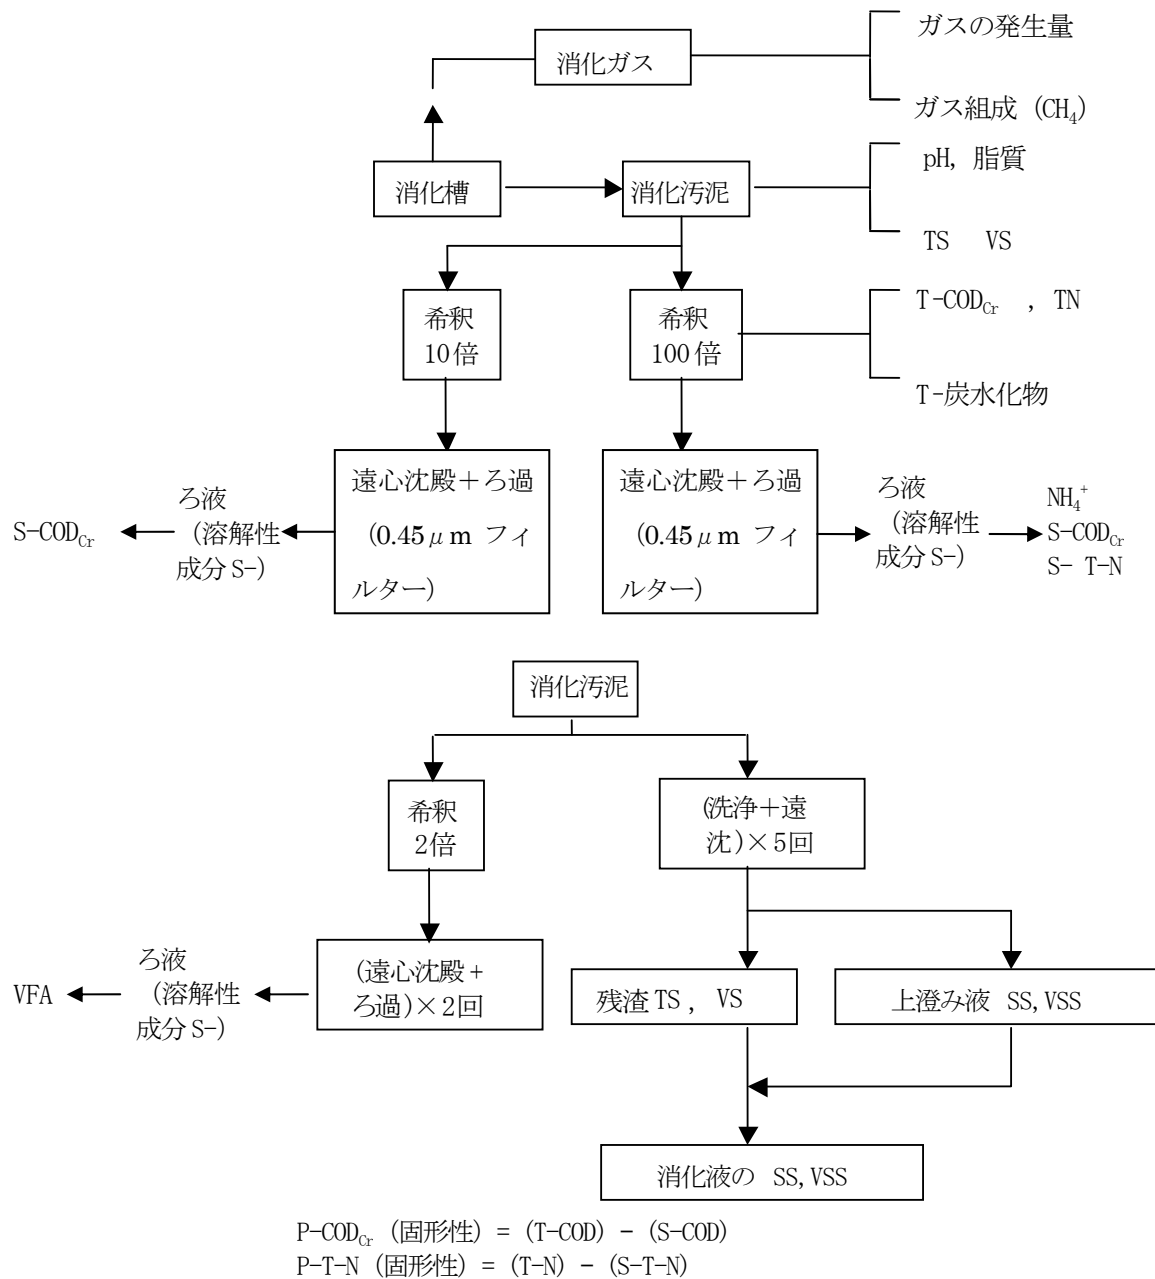 ガスの発生量
消化ガス
ガス組成 (CH₄)
pH, 脂質
消化槽
消化汚泥
TS VS
希釈
10倍
希釈
100倍
T-COD_Cr , TN
T-炭水化物
遠心沈殿＋ろ過
(0.45μm フィ
ルター)
遠心沈殿＋ろ過
(0.45μm フィ
ルター)
ろ液
(溶解性
成分 S-)
S-COD_Cr
ろ液
(溶解性
成分 S-)
NH₄⁺
S-COD_Cr
S- T-N
消化汚泥
希釈
2倍
(洗浄＋遠
沈)×5回
ろ液
(溶解性
成分 S-)
VFA
(遠心沈殿 +
ろ過)×2回
残渣 TS , VS
上澄み液 SS,VSS
消化液の SS,VSS
P-COD_Cr (固形性) = (T-COD) - (S-COD)
P-T-N (固形性) = (T-N) - (S-T-N)